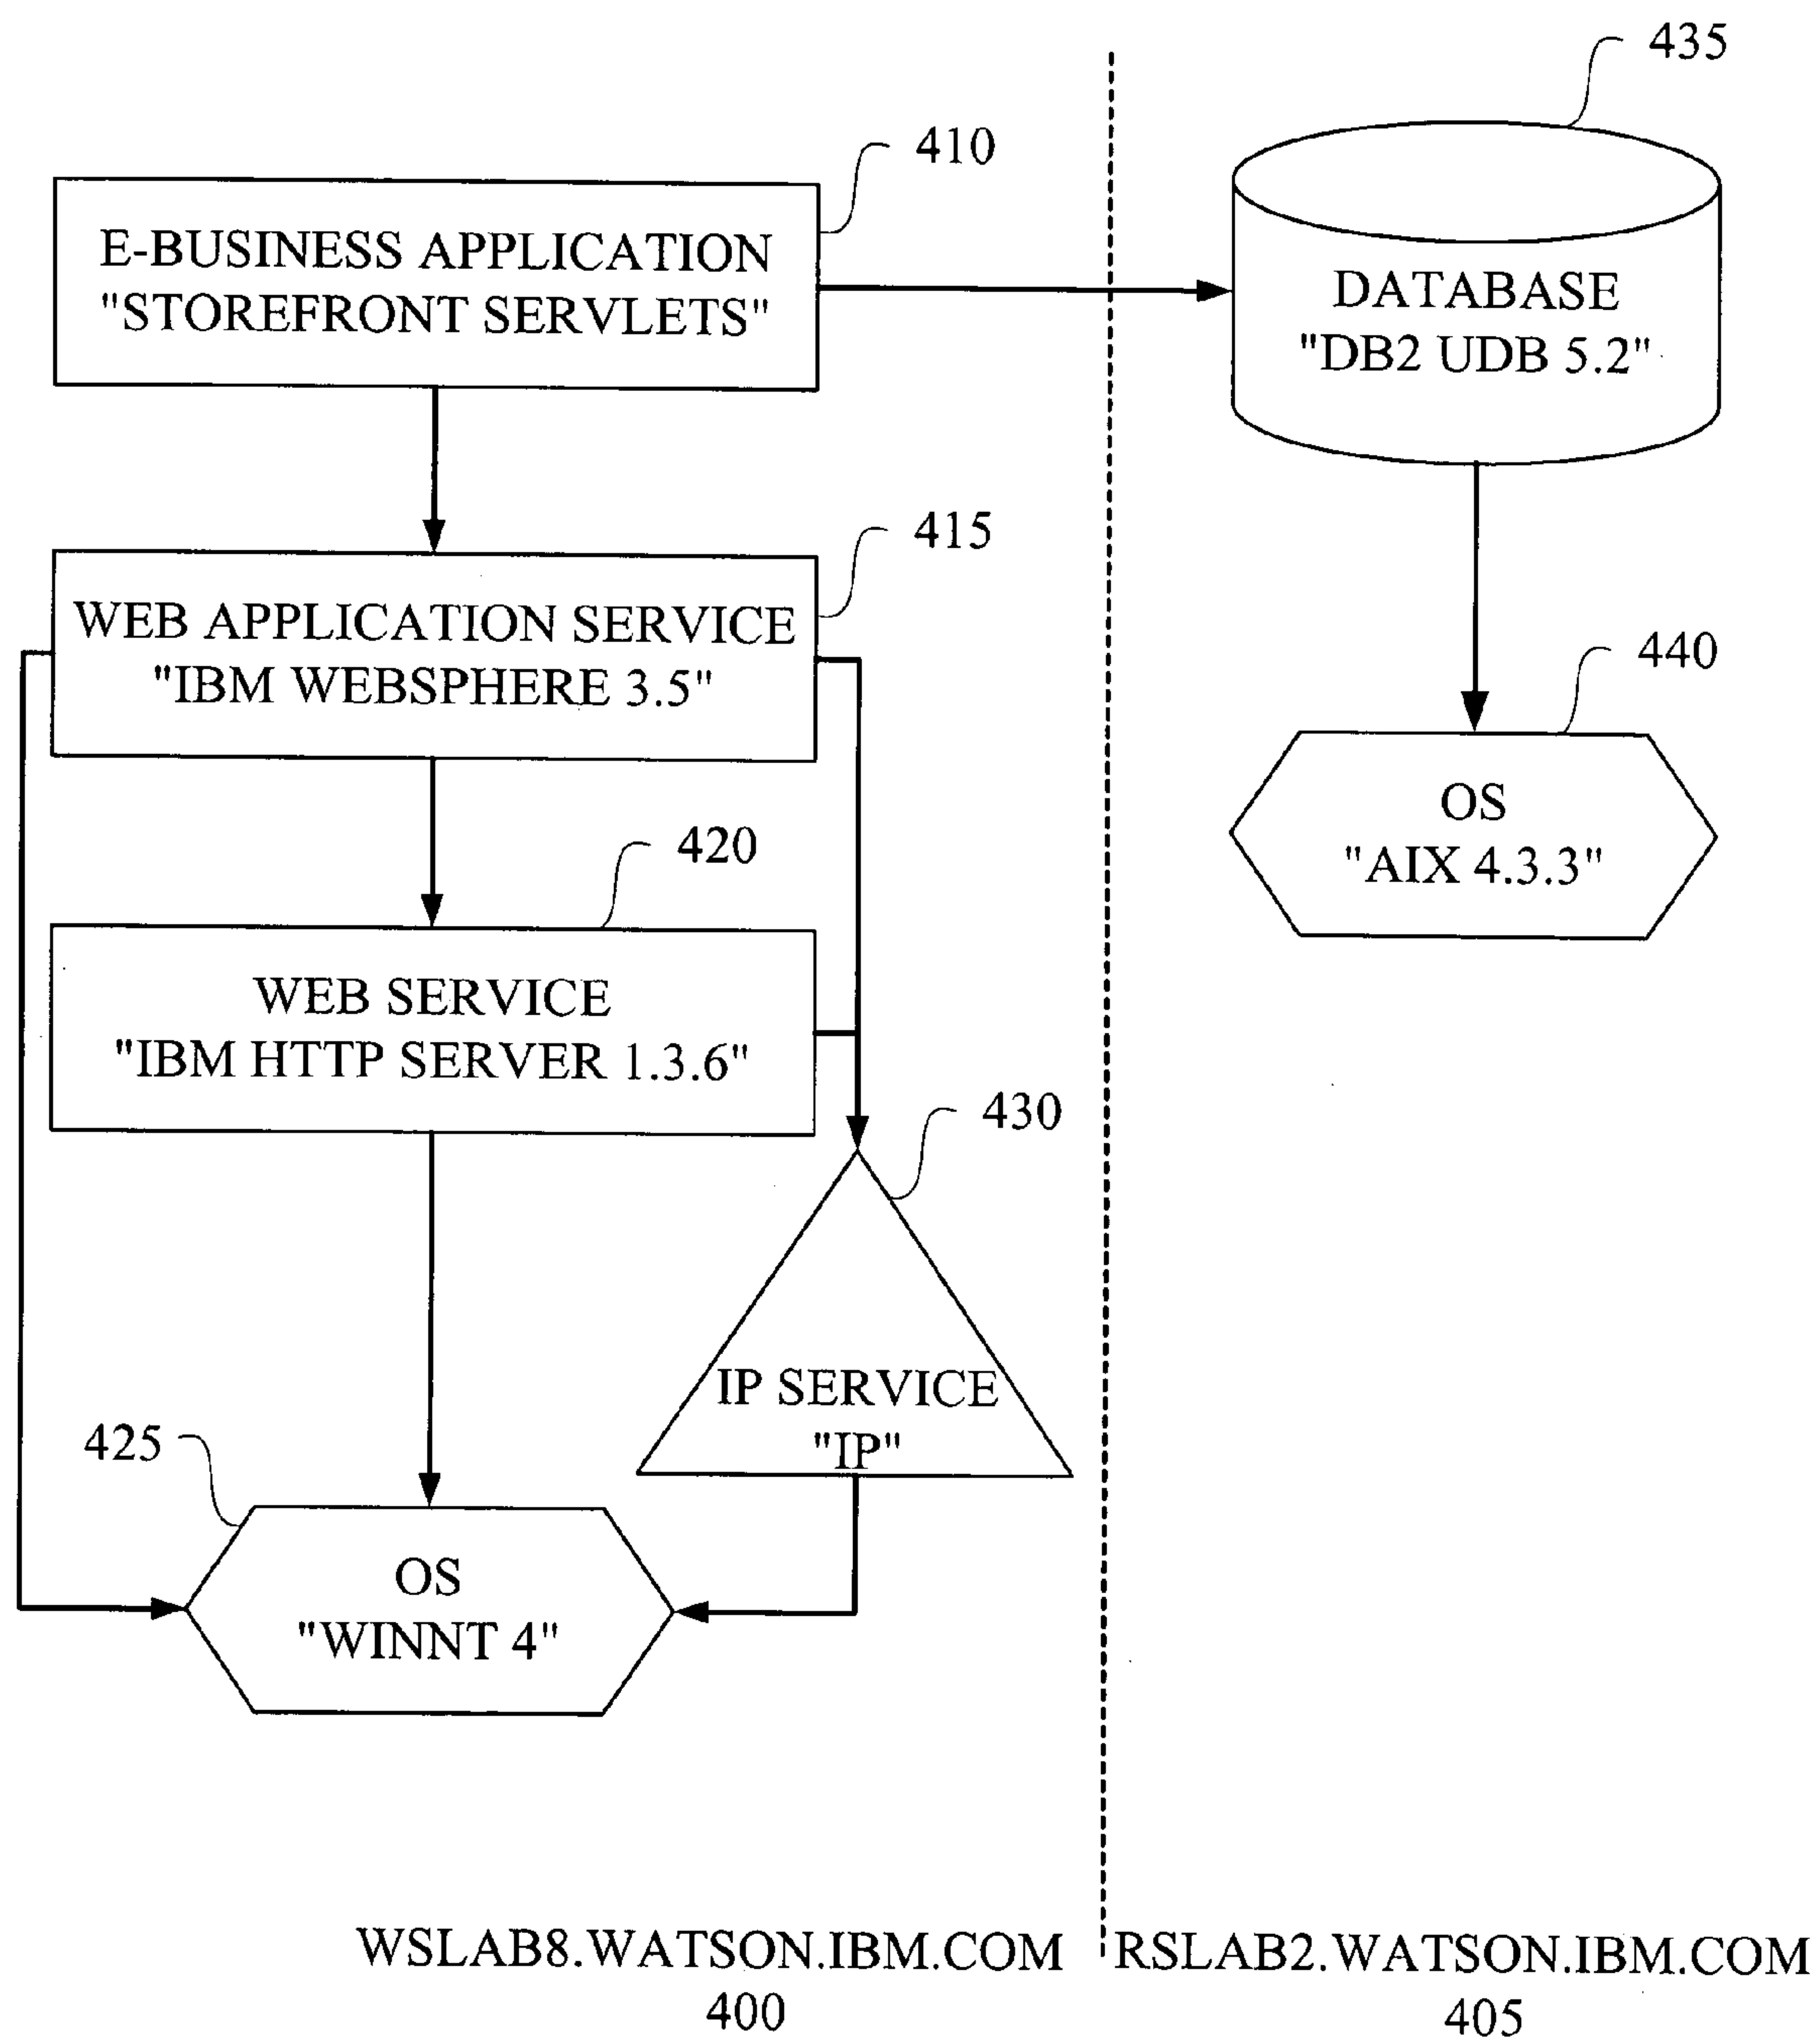 435
410
E-BUSINESS APPLICATION
"STOREFRONT SERVLETS"
DATABASE
"DB2 UDB 5.2"
415
WEB APPLICATION SERVICE
"IBM WEBSPHERE 3.5"
440
OS
"AIX 4.3.3"
420
WEB SERVICE
"IBM HTTP SERVER 1.3.6"
430
IP SERVICE
"IP"
425
OS
"WINNT 4"
WSLAB8.WATSON.IBM.COM
400
RSLAB2.WATSON.IBM.COM
405